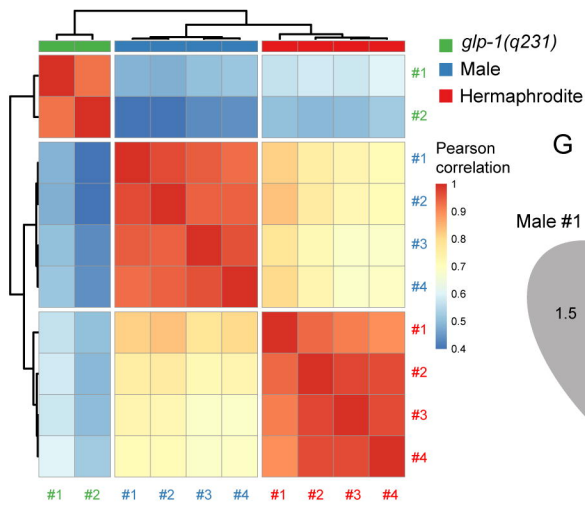 glp-1(q231)
Male
Hermaphrodite
#1
#2
Pearson
correlation
#1
#2
#3
#4
1
0.9
0.8
0.7
0.6
0.5
0.4
G
Male #1
1.5
#1
#2
#3
#4
#1 #2 #1 #2 #3 #4 #1 #2 #3 #4